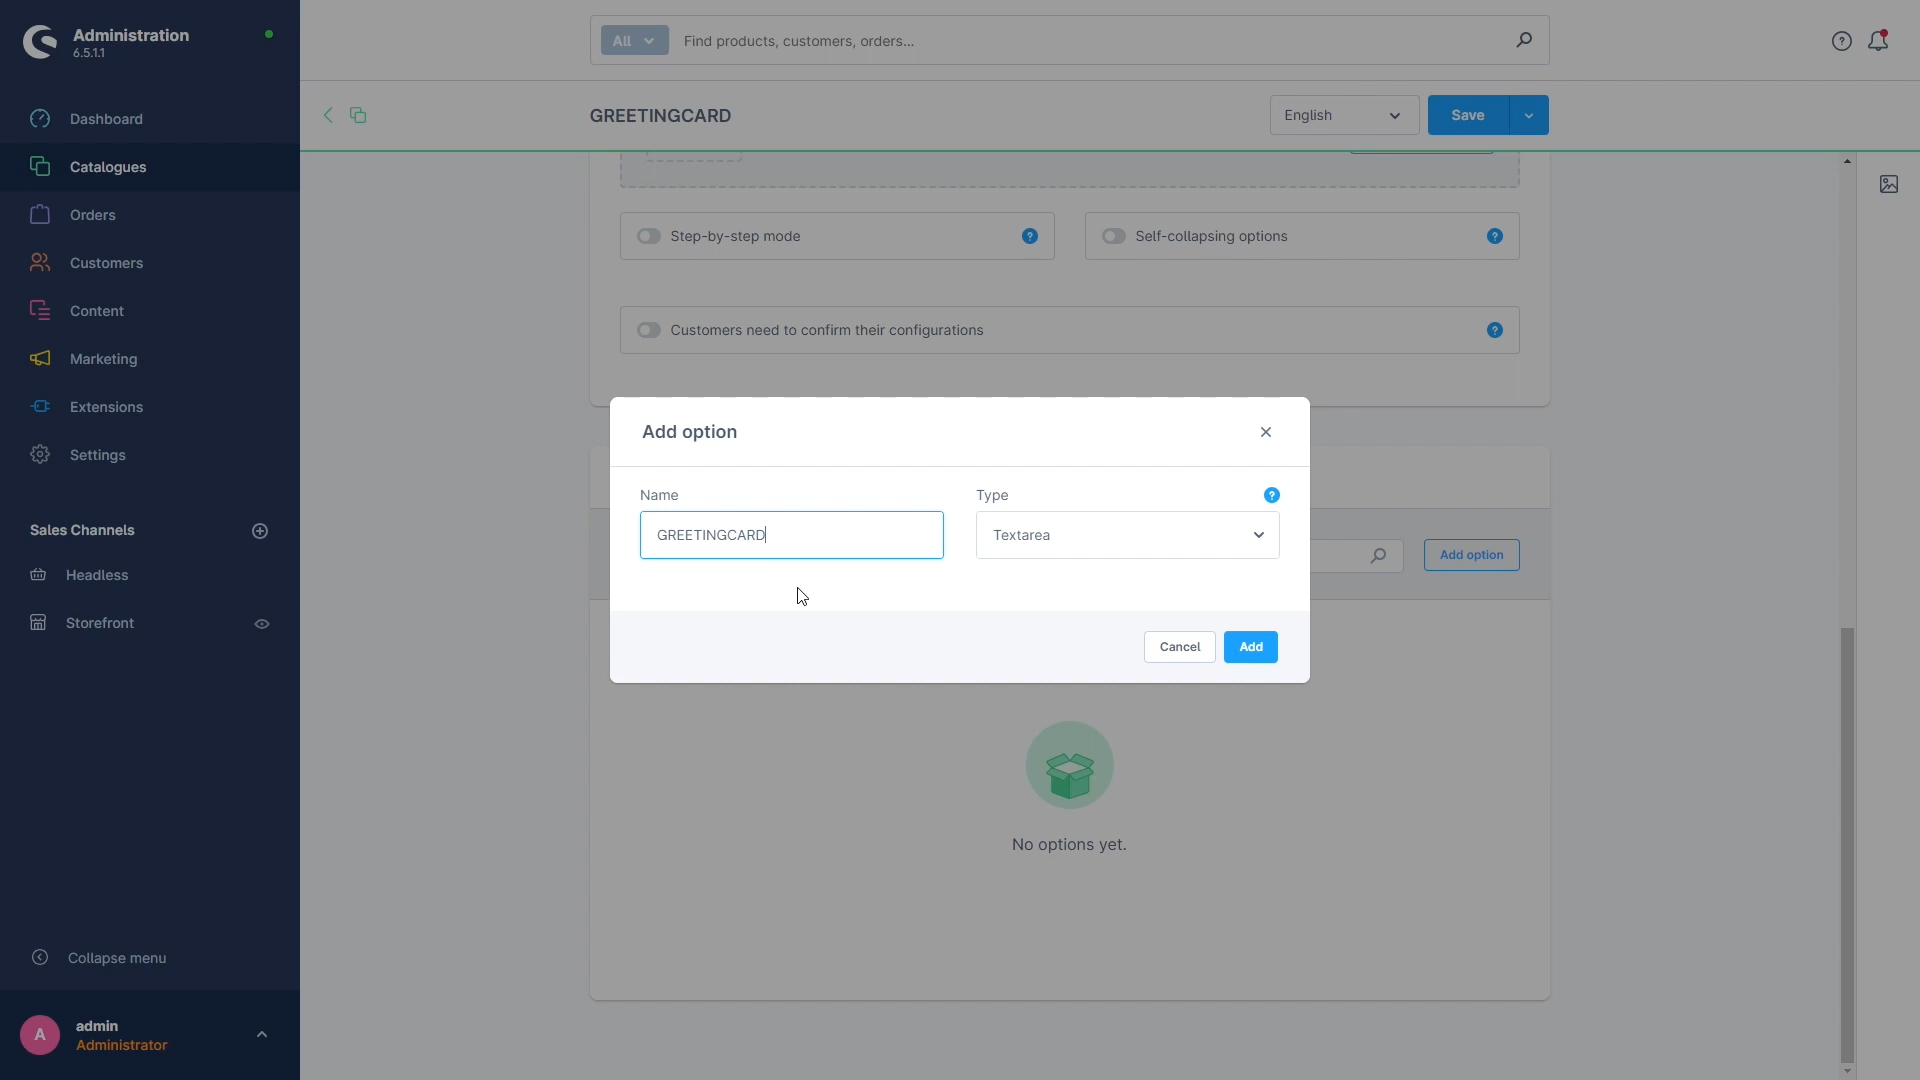 Administration
6.5.1.1
Dashboard
Catalogues
Orders
Customers
Content
Marketing
Extensions
Settings
Sales Channels
Headless
Storefront
Collapse menu
A
admin
Administrator
All
Find products, customers, orders...
GREETINGCARD
English
Save
Step-by-step mode
Self-collapsing options
Customers need to confirm their configurations
Add option
Name
Type
GREETINGCARD
Textarea
Cancel
Add
Add option
No options yet.